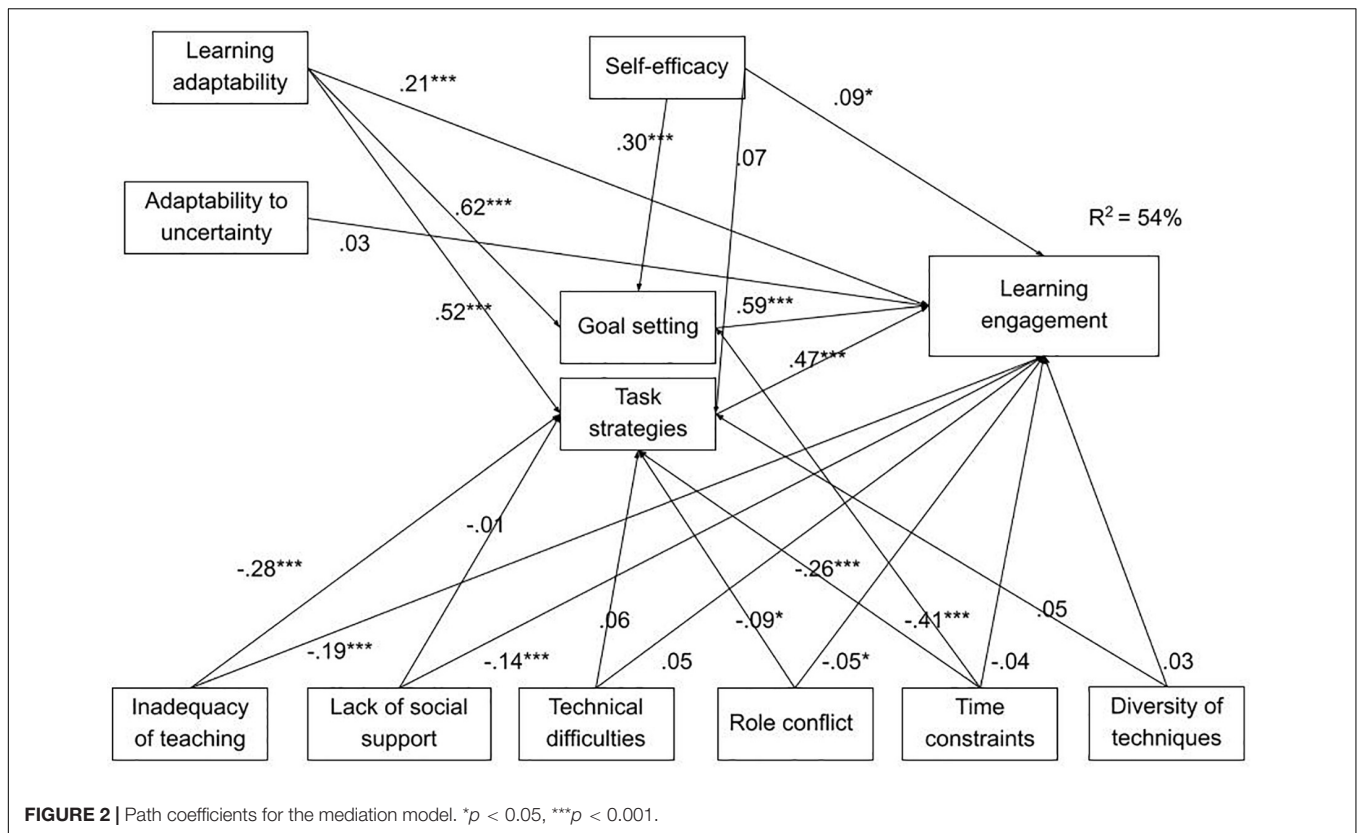 Learning
adaptability
Self-efficacy
.21***
.09*
.30***
.07
Adaptability to
uncertainty
.62***
R² = 54%
.03
Learning
engagement
.52***
Goal setting
.59***
.47***
Task
strategies
-.01
-.28***
-.26***
.06
-.09*
-.41***
.05
-.19***
-.14***
.05
-.05*
-.04
.03
Inadequacy
of teaching
Lack of social
support
Technical
difficulties
Role conflict
Time
constraints
Diversity of
techniques
FIGURE 2 | Path coefficients for the mediation model. *p < 0.05, ***p < 0.001.